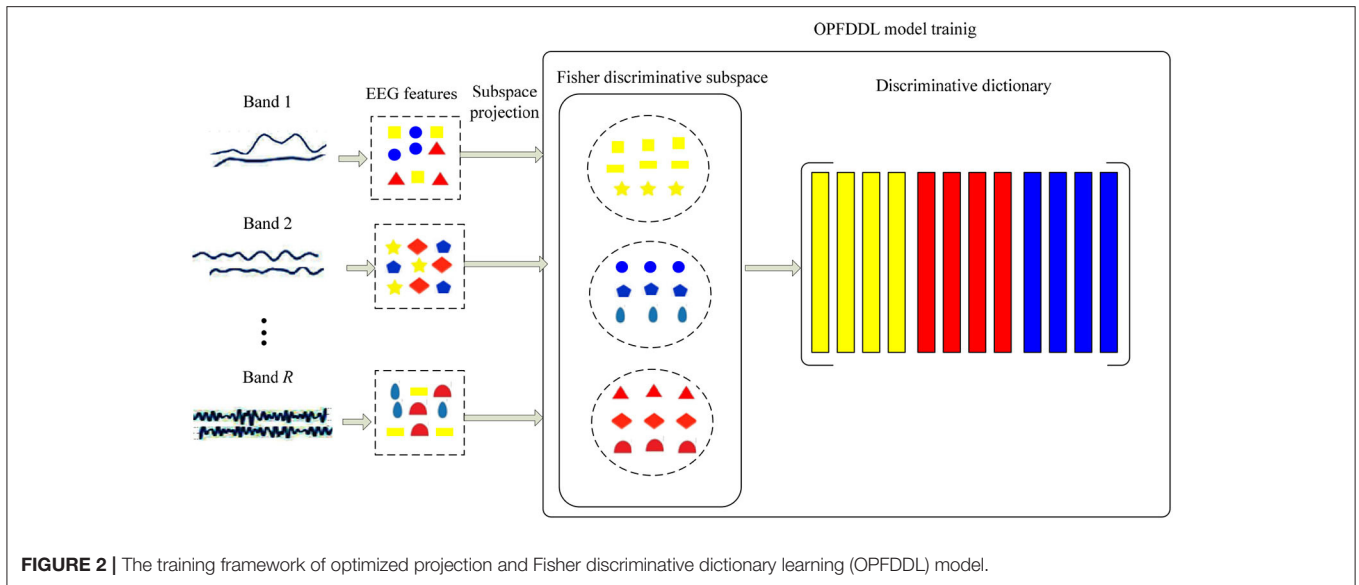 OPFDDL model trainig
Fisher discriminative subspace
Discriminative dictionary
EEG features
Subspace
projection
Band 1
Band 2
Band R
FIGURE 2 | The training framework of optimized projection and Fisher discriminative dictionary learning (OPFDDL) model.